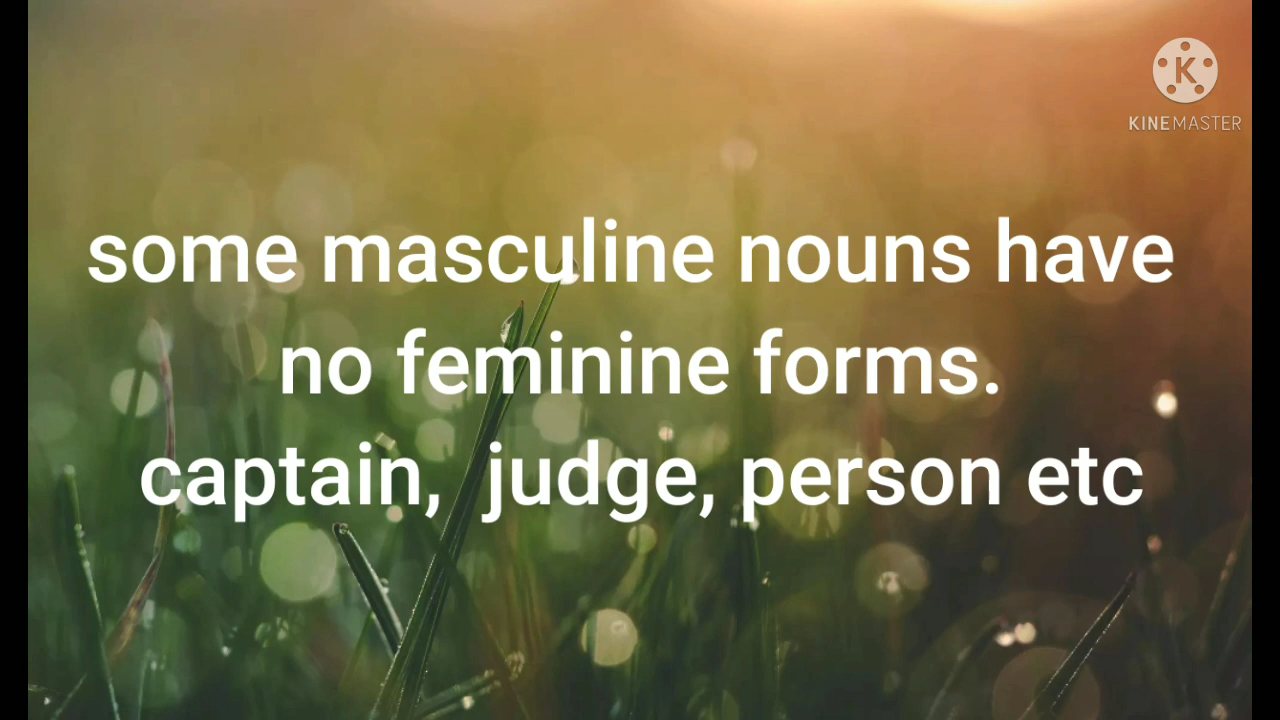 K
KINEMASTER
some masculine nouns have
no feminine forms.
captain, judge, person etc